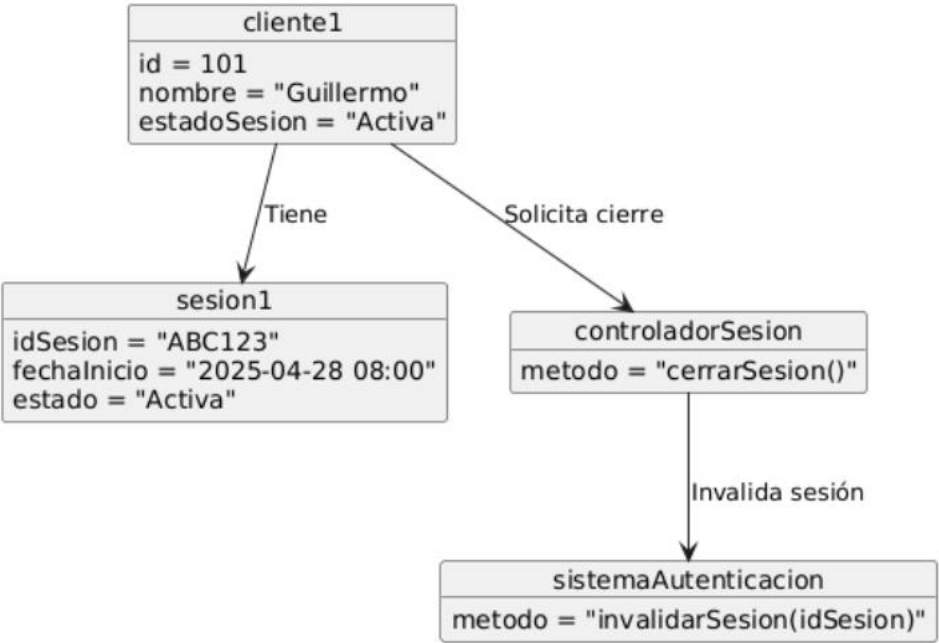 cliente1
id = 101
nombre = "Guillermo"
estadoSesion = "Activa"
Tiene
Solicita cierre
sesion1
idSesion = "ABC123"
fechaInicio = "2025-04-28 08:00"
estado = "Activa"
controladorSesion
metodo = "cerrarSesion()"
Invalida sesión
sistemaAutenticacion
metodo = "invalidarSesion(idSesion)"